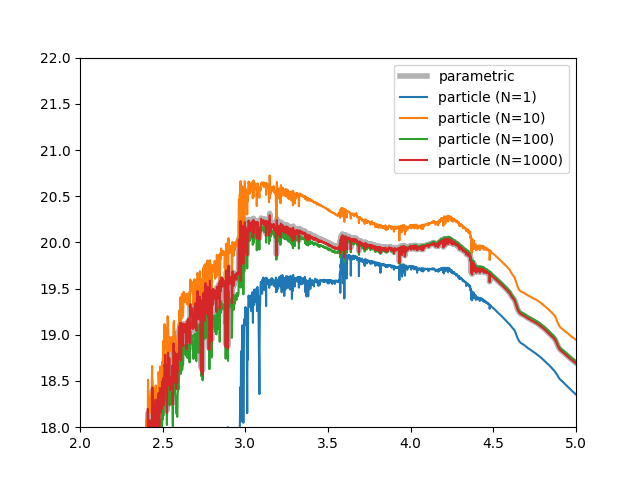 22.0
21.5
21.0
20.5
20.0
19.5
19.0
18.5
18.0
2.0 2.5 3.0 3.5 4.0 4.5 5.0
parametric
particle (N=1)
particle (N=10)
particle (N=100)
particle (N=1000)